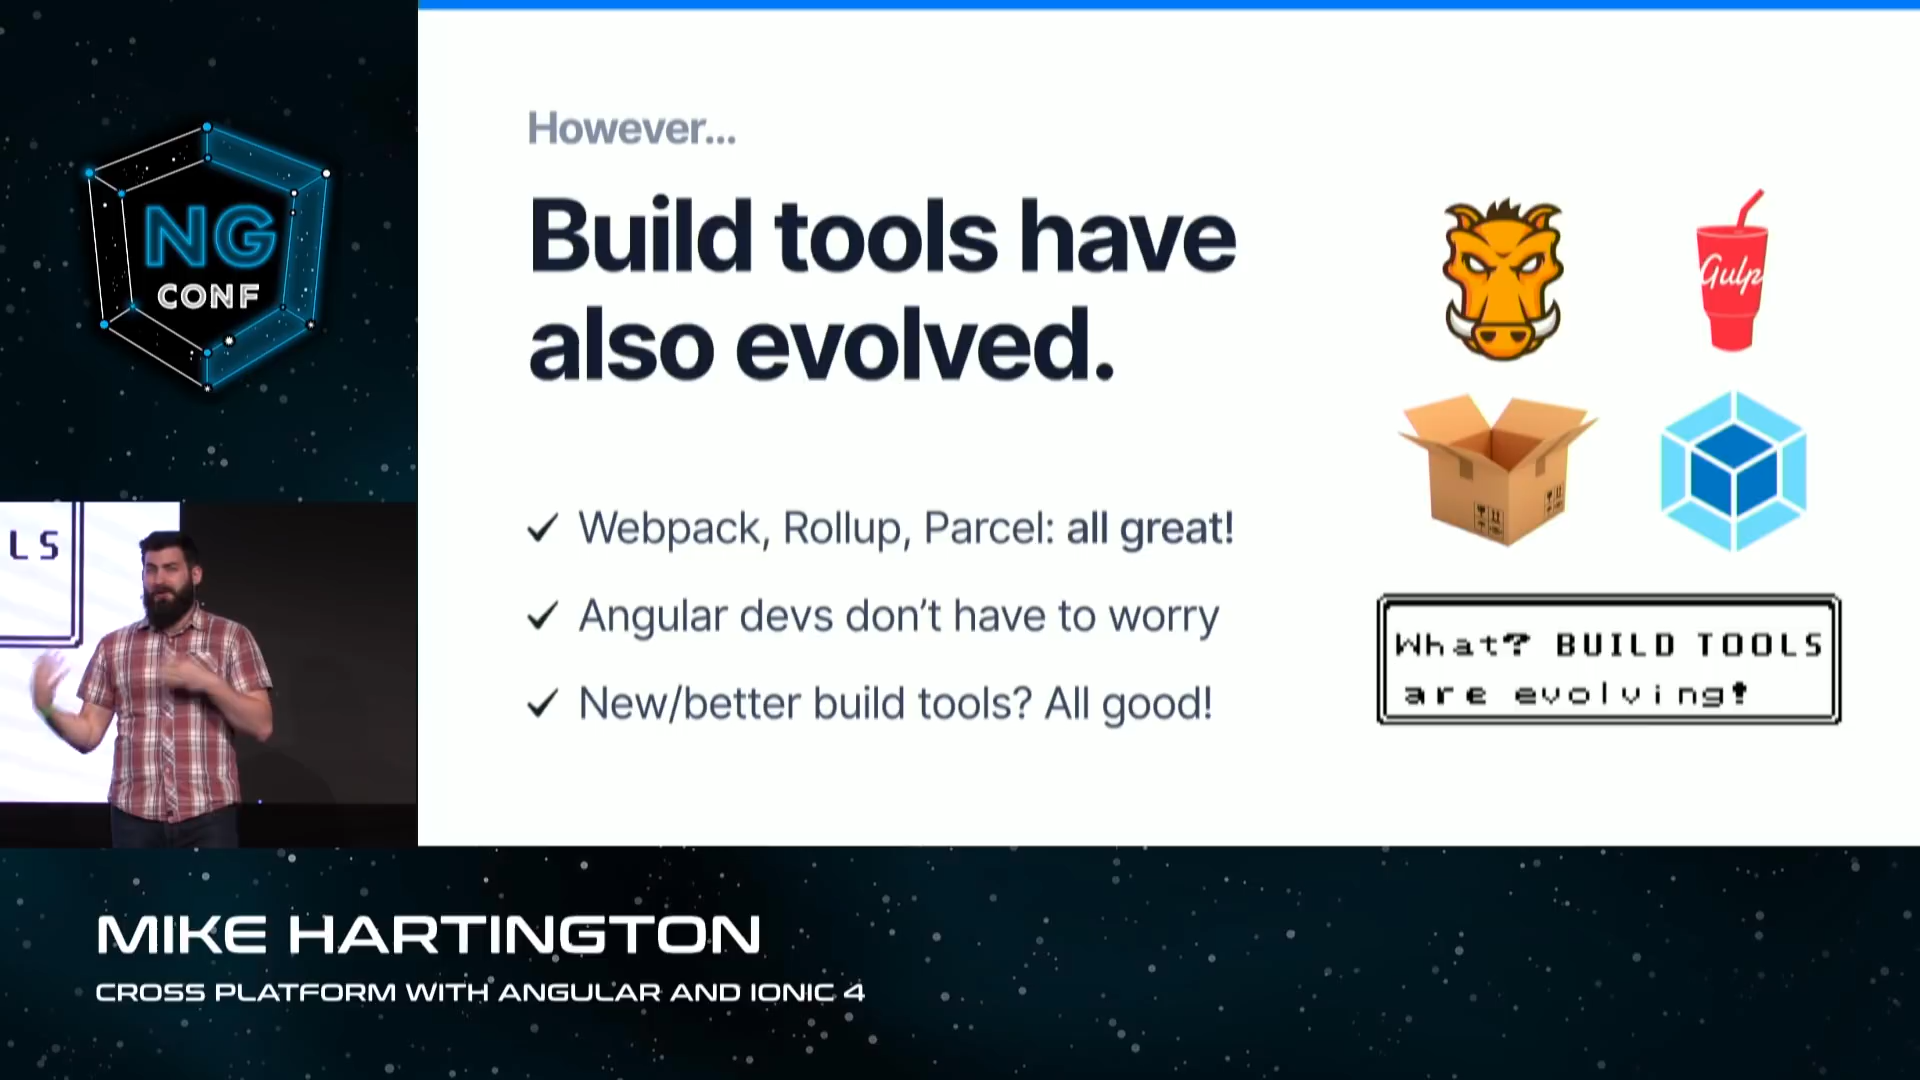 NG
CONF
However...
Build tools have
also evolved.
✓ Webpack, Rollup, Parcel: all great!
✓ Angular devs don't have to worry
✓ New/better build tools? All good!
Gulp
What? BUILD TOOLS
are evolving!
LS
MIKE HARTINGTON
CROSS PLATFORM WITH ANGULAR AND IONIC 4